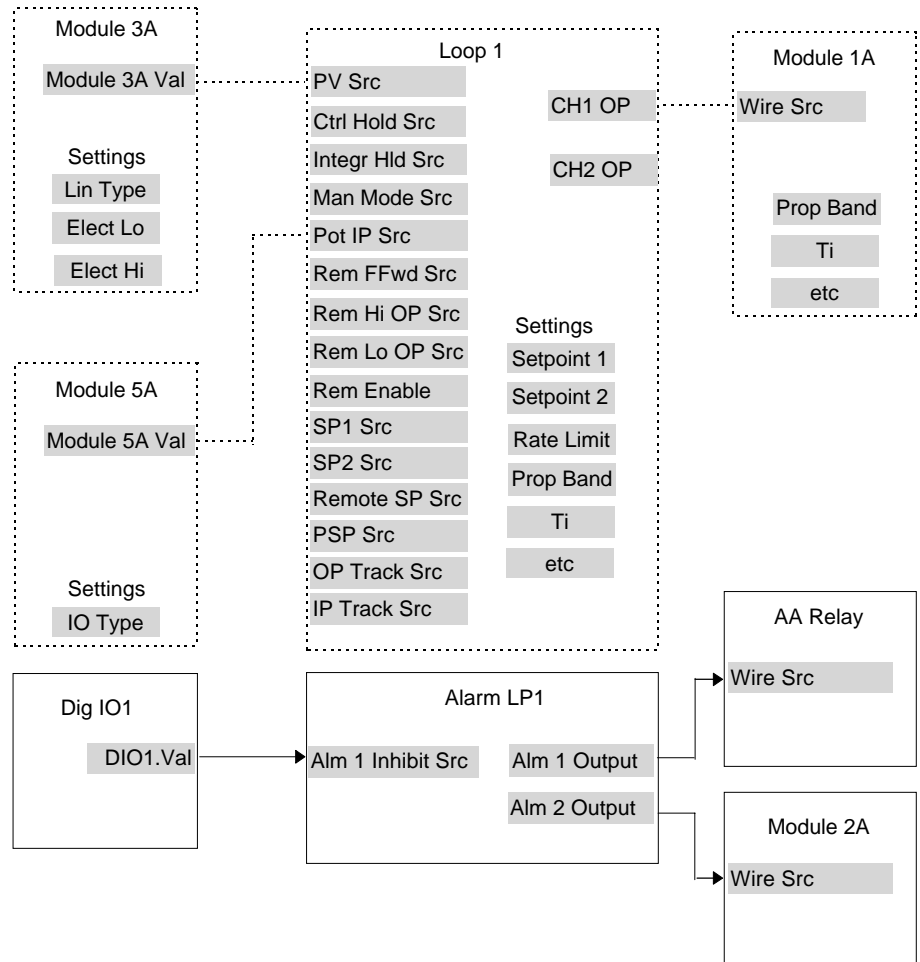 Module 3A
Module 3A Val
Settings
Lin Type
Elect Lo
Elect Hi
Module 5A
Module 5A Val
Settings
IO Type
Loop 1
PV Src
Ctrl Hold Src
Integr Hld Src
Man Mode Src
Pot IP Src
Rem FFwd Src
Rem Hi OP Src
Rem Lo OP Src
Rem Enable
SP1 Src
SP2 Src
Remote SP Src
PSP Src
OP Track Src
IP Track Src
CH1 OP
CH2 OP
Settings
Setpoint 1
Setpoint 2
Rate Limit
Prop Band
Ti
etc
Module 1A
Wire Src
Prop Band
Ti
etc
Dig IO1
DIO1.Val
Alarm LP1
Alm 1 Inhibit Src
Alm 1 Output
Alm 2 Output
AA Relay
Wire Src
Module 2A
Wire Src